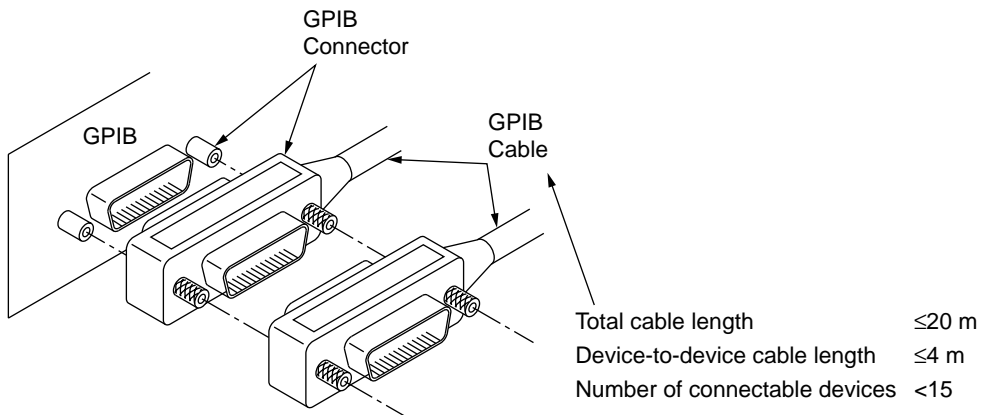 GPIB
Connector
GPIB
GPIB
Cable
Total cable length ≤20 m
Device-to-device cable length ≤4 m
Number of connectable devices <15